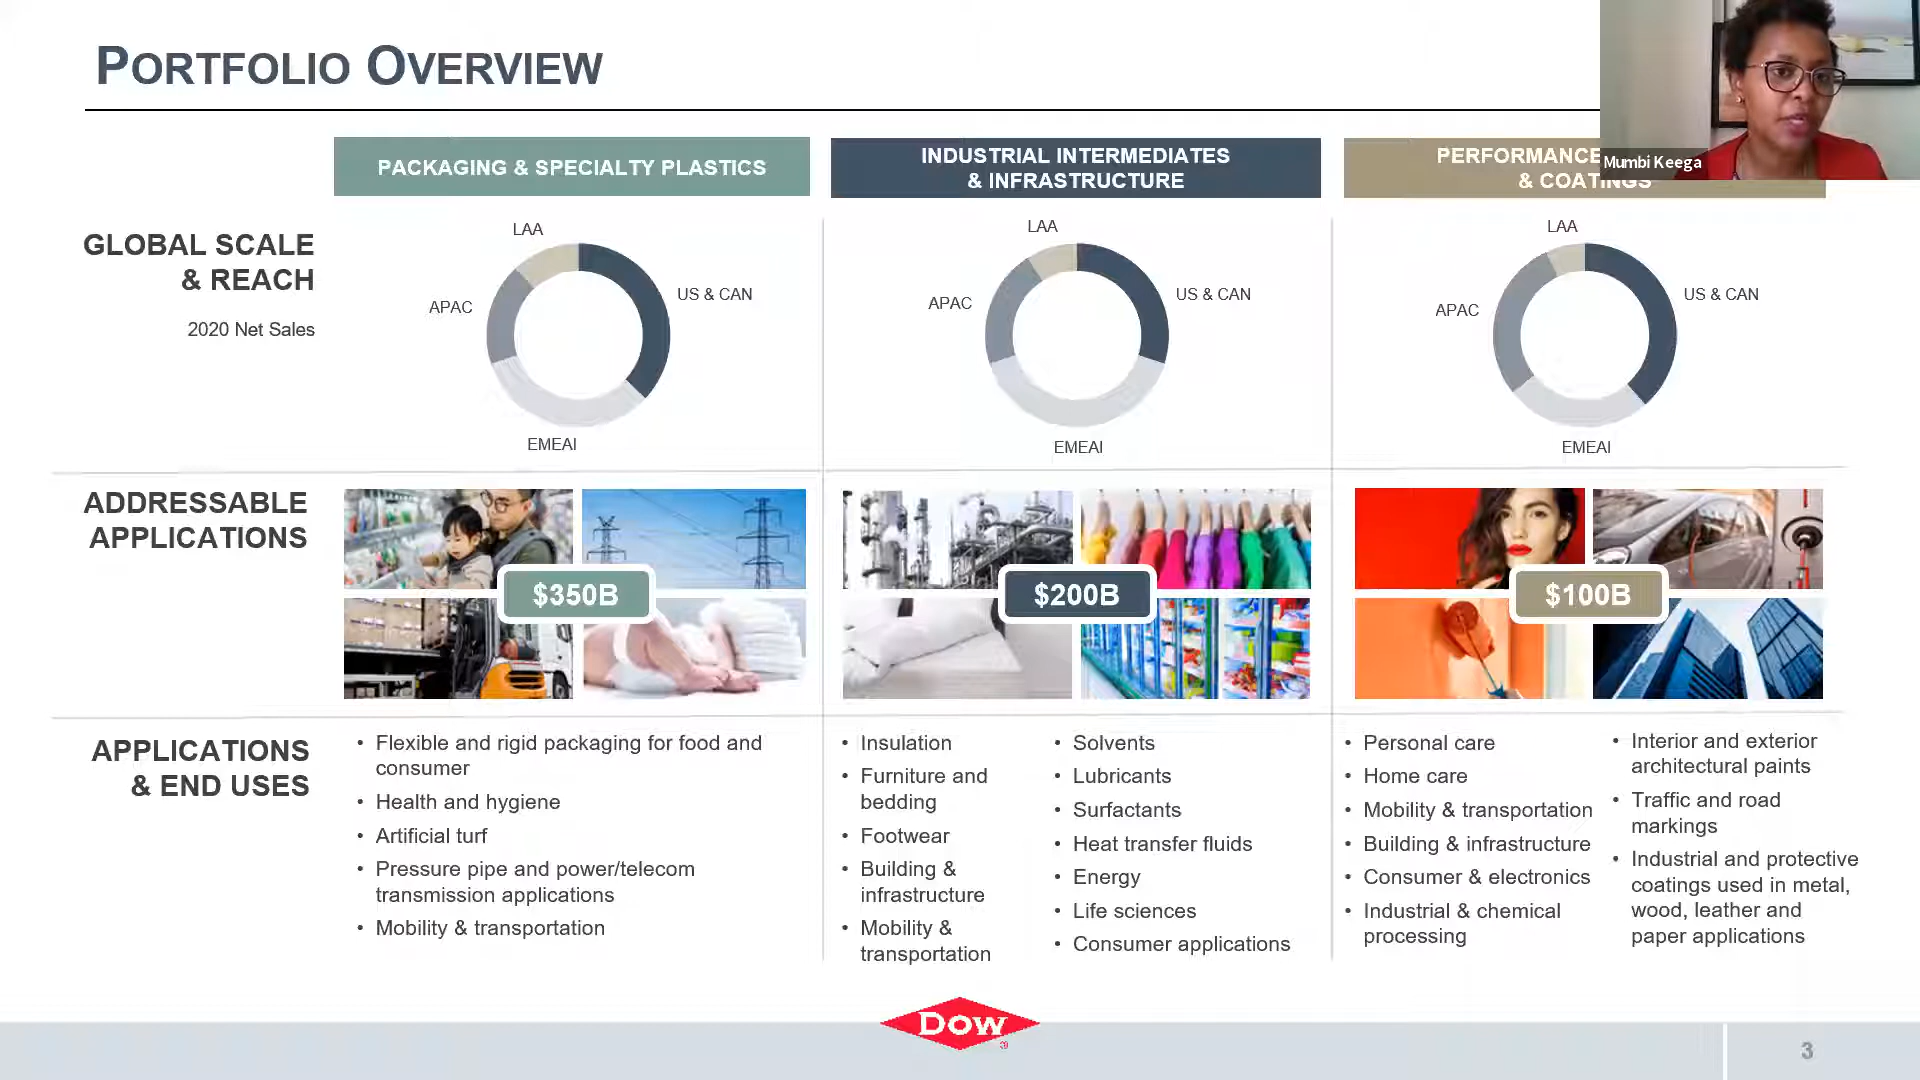 PORTFOLIO OVERVIEW
Mumbi Keega
PACKAGING & SPECIALTY PLASTICS
INDUSTRIAL INTERMEDIATES
& INFRASTRUCTURE
PERFORMANCE
& COATINGS
GLOBAL SCALE
& REACH
2020 Net Sales
LAA
US & CAN
APAC
EMEAI
LAA
US & CAN
APAC
EMEAI
LAA
US & CAN
APAC
EMEAI
ADDRESSABLE
APPLICATIONS
$350B
$200B
$100B
APPLICATIONS
& END USES
• Flexible and rigid packaging for food and
consumer
• Health and hygiene
• Artificial turf
• Pressure pipe and power/telecom
transmission applications
• Mobility & transportation
• Insulation
• Furniture and
bedding
• Footwear
• Building &
infrastructure
• Mobility &
transportation
• Solvents
• Lubricants
• Surfactants
• Heat transfer fluids
• Energy
• Life sciences
• Consumer applications
• Personal care
• Home care
• Mobility & transportation
• Building & infrastructure
• Consumer & electronics
• Industrial & chemical
processing
• Interior and exterior
architectural paints
• Traffic and road
markings
• Industrial and protective
coatings used in metal,
wood, leather and
paper applications
DOW
®
3